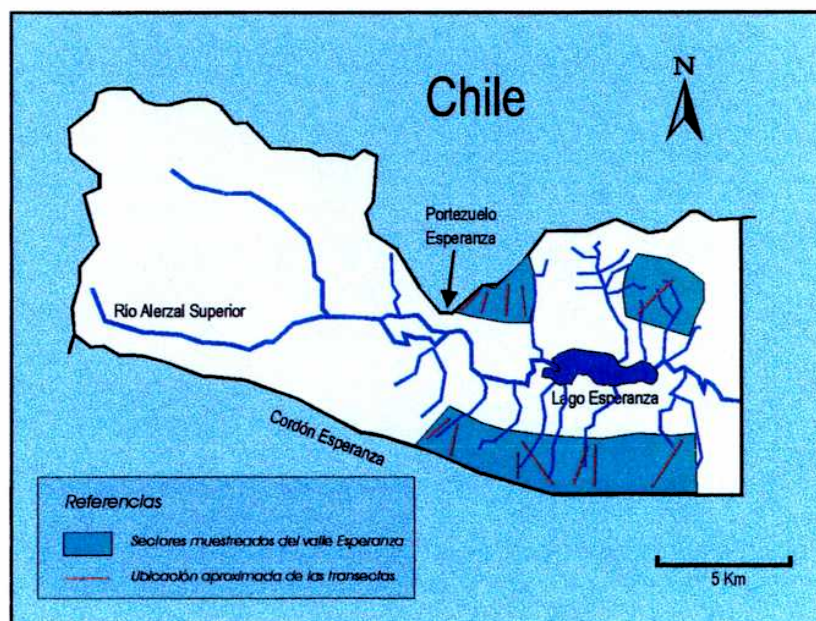 Chile
N
Portezuelo
Esperanza
Río Alerzal Superior
Lago Esperanza
Cordón Esperanza
Referencias
Sectores muestreados del valle Esperanza
Ubicación aproximada de las transectas
5 Km